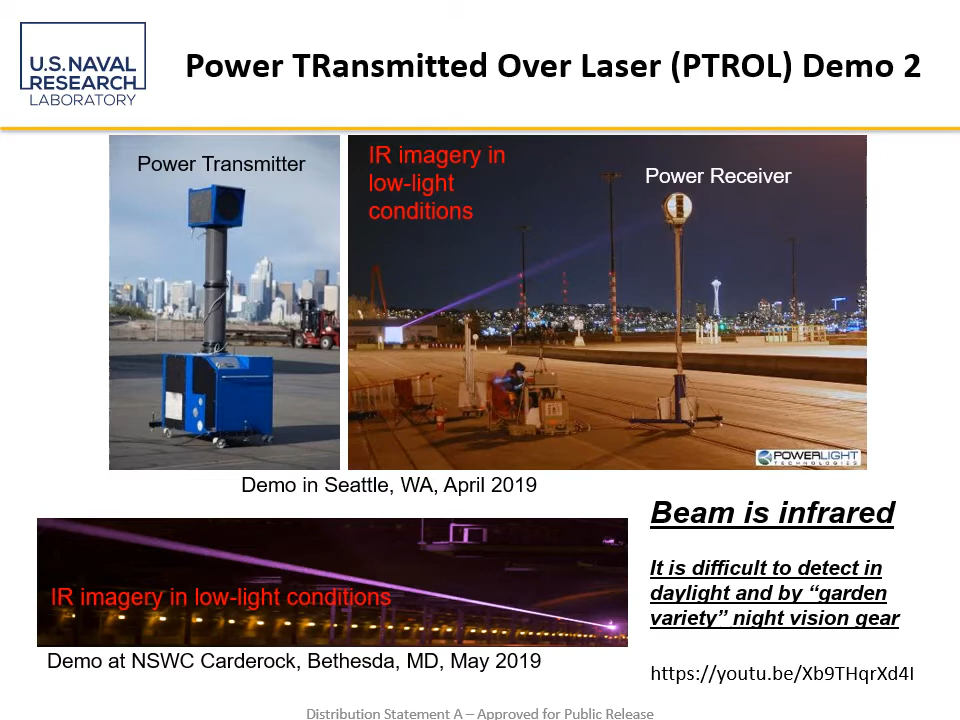 U.S. NAVAL
RESEARCH
LABORATORY
Power TRansmitted Over Laser (PTROL) Demo 2
Power Transmitter
IR imagery in
low-light
conditions
Power Receiver
POWERLIGHT
TECHNOLOGIES
Demo in Seattle, WA, April 2019
IR imagery in low-light conditions
Demo at NSWC Carderock, Bethesda, MD, May 2019
Beam is infrared
It is difficult to detect in
daylight and by “garden
variety” night vision gear
https://youtu.be/Xb9THqrXd4I
Distribution Statement A – Approved for Public Release